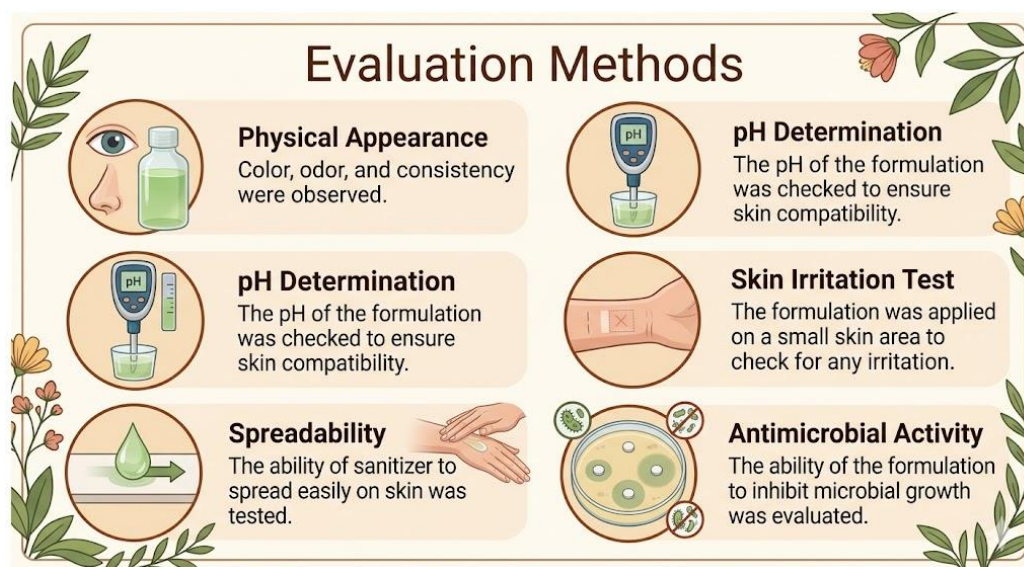 Evaluation Methods
Physical Appearance
Color, odor, and consistency
were observed.
pH
pH Determination
The pH of the formulation
was checked to ensure
skin compatibility.
pH
pH Determination
The pH of the formulation
was checked to ensure
skin compatibility.
Skin Irritation Test
The formulation was applied
on a small skin area to
check for any irritation.
Spreadability
The ability of sanitizer to
spread easily on skin was
tested.
Antimicrobial Activity
The ability of the formulation
to inhibit microbial growth
was evaluated.